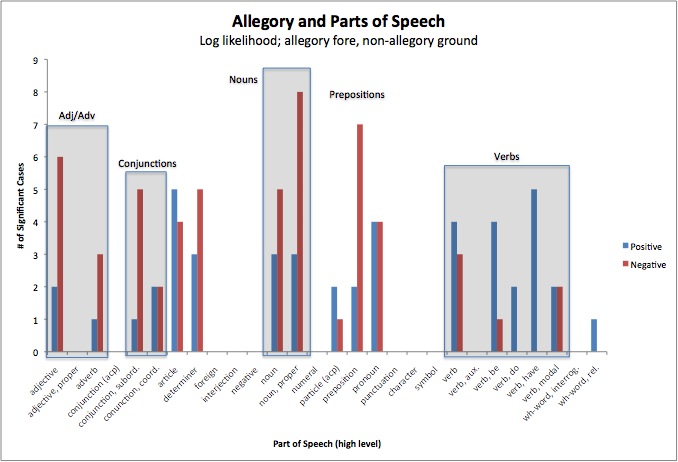 Allegory and Parts of Speech
Log likelihood; allegory fore, non-allegory ground
9
8
7
6
5
4
3
2
1
0
# of Significant Cases
Adj/Adv
Conjunctions
Nouns
Prepositions
Verbs
Positive
Negative
adjective
adjective, proper
adverb
conjunction (acp)
conjunction, subord.
conunction, coord.
article
determiner
foreign
interjection
negative
noun
noun, proper
numeral
particle (acp)
preposition
pronoun
punctuation
character
symbol
verb
verb, aux.
verb, be
verb, do
verb, have
verb, modal
wh-word, interrog.
wh-word, rel.
Part of Speech (high level)